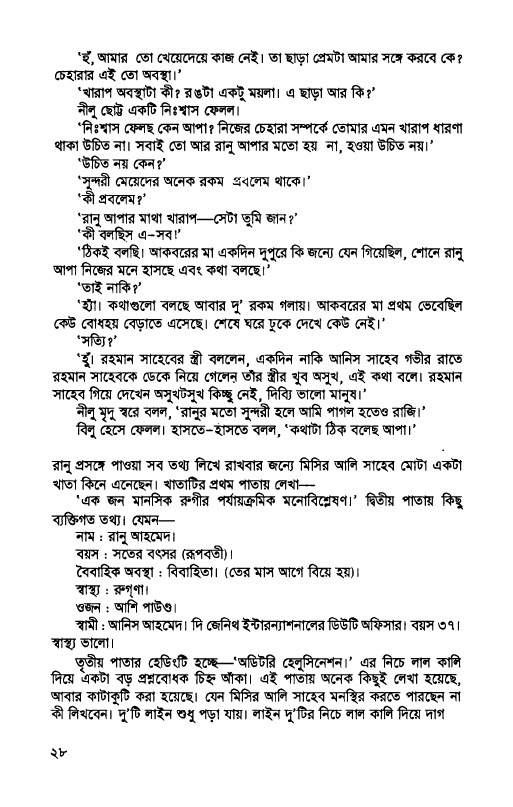 ‘হুঁ, আমার তো খেয়েদেয়ে কাজ নেই। তা ছাড়া প্রেমটা আমার সঙ্গে করবে কে?
চেহারার এই তো অবস্থা।’
‘খারাপ অবস্থাটা কী? রঙটা একটু ময়লা। এ ছাড়া আর কি?’
নীলু ছোট্ট একটি নিঃশ্বাস ফেলল।
‘নিঃশ্বাস ফেলছ কেন আপা? নিজের চেহারা সম্পর্কে তোমার এমন খারাপ ধারণা
থাকা উচিত না। সবাই তো আর রানু আপার মতো হয় না, হওয়া উচিত নয়।’
‘উচিত নয় কেন?’
‘সুন্দরী মেয়েদের অনেক রকম প্রবলেম থাকে।’
‘কী প্রবলেম?’
‘রানু আপার মাথা খারাপ—সেটা তুমি জান?’
‘কী বলছিস এ-সব!’
‘ঠিকই বলছি। আকবরের মা একদিন দুপুরে কি জন্যে যেন গিয়েছিল, শোনে রানু
আপা নিজের মনে হাসছে এবং কথা বলছে।’
‘তাই নাকি?’
‘হ্যাঁ। কথাগুলো বলছে আবার দু’ রকম গলায়। আকবরের মা প্রথম ভেবেছিল
কেউ বোধহয় বেড়াতে এসেছে। শেষে ঘরে ঢুকে দেখে কেউ নেই।’
‘সত্যি?’
‘হুঁ। রহমান সাহেবের স্ত্রী বললেন, একদিন নাকি আনিস সাহেব গভীর রাতে
রহমান সাহেবকে ডেকে নিয়ে গেলেন তাঁর স্ত্রীর খুব অসুখ, এই কথা বলে। রহমান
সাহেব গিয়ে দেখেন অসুখটসুখ কিচ্ছু নেই, দিব্যি ভালো মানুষ।’
নীলু মৃদু স্বরে বলল, ‘রানুর মতো সুন্দরী হলে আমি পাগল হতেও রাজি।’
বিলু হেসে ফেলল। হাসতে-হাসতে বলল, ‘কথাটা ঠিক বলেছ আপা।’
রানু প্রসঙ্গে পাওয়া সব তথ্য লিখে রাখবার জন্যে মিসির আলি সাহেব মোটা একটা
খাতা কিনে এনেছেন। খাতাটির প্রথম পাতায় লেখা—
‘এক জন মানসিক রুগীর পর্যায়ক্রমিক মনোবিশ্লেষণ।’ দ্বিতীয় পাতায় কিছু
ব্যক্তিগত তথ্য। যেমন—
নাম : রানু আহমেদ।
বয়স : সতের বৎসর (রূপবতী)।
বৈবাহিক অবস্থা : বিবাহিতা। (তের মাস আগে বিয়ে হয়)।
স্বাস্থ্য : রুগ্ণা।
ওজন : আশি পাউণ্ড।
স্বামী : আনিস আহমেদ। দি জেনিথ ইন্টারন্যাশনালের ডিউটি অফিসার। বয়স ৩৭।
স্বাস্থ্য ভালো।
তৃতীয় পাতার হেডিংটি হচ্ছে—‘অডিটরি হেলুসিনেশন।’ এর নিচে লাল কালি
দিয়ে একটা বড় প্রশ্নবোধক চিহ্ন আঁকা। এই পাতায় অনেক কিছুই লেখা হয়েছে,
আবার কাটাকুটি করা হয়েছে। যেন মিসির আলি সাহেব মনস্থির করতে পারছেন না
কী লিখবেন। দু’টি লাইন শুধু পড়া যায়। লাইন দু’টির নিচে লাল কালি দিয়ে দাগ
২৮